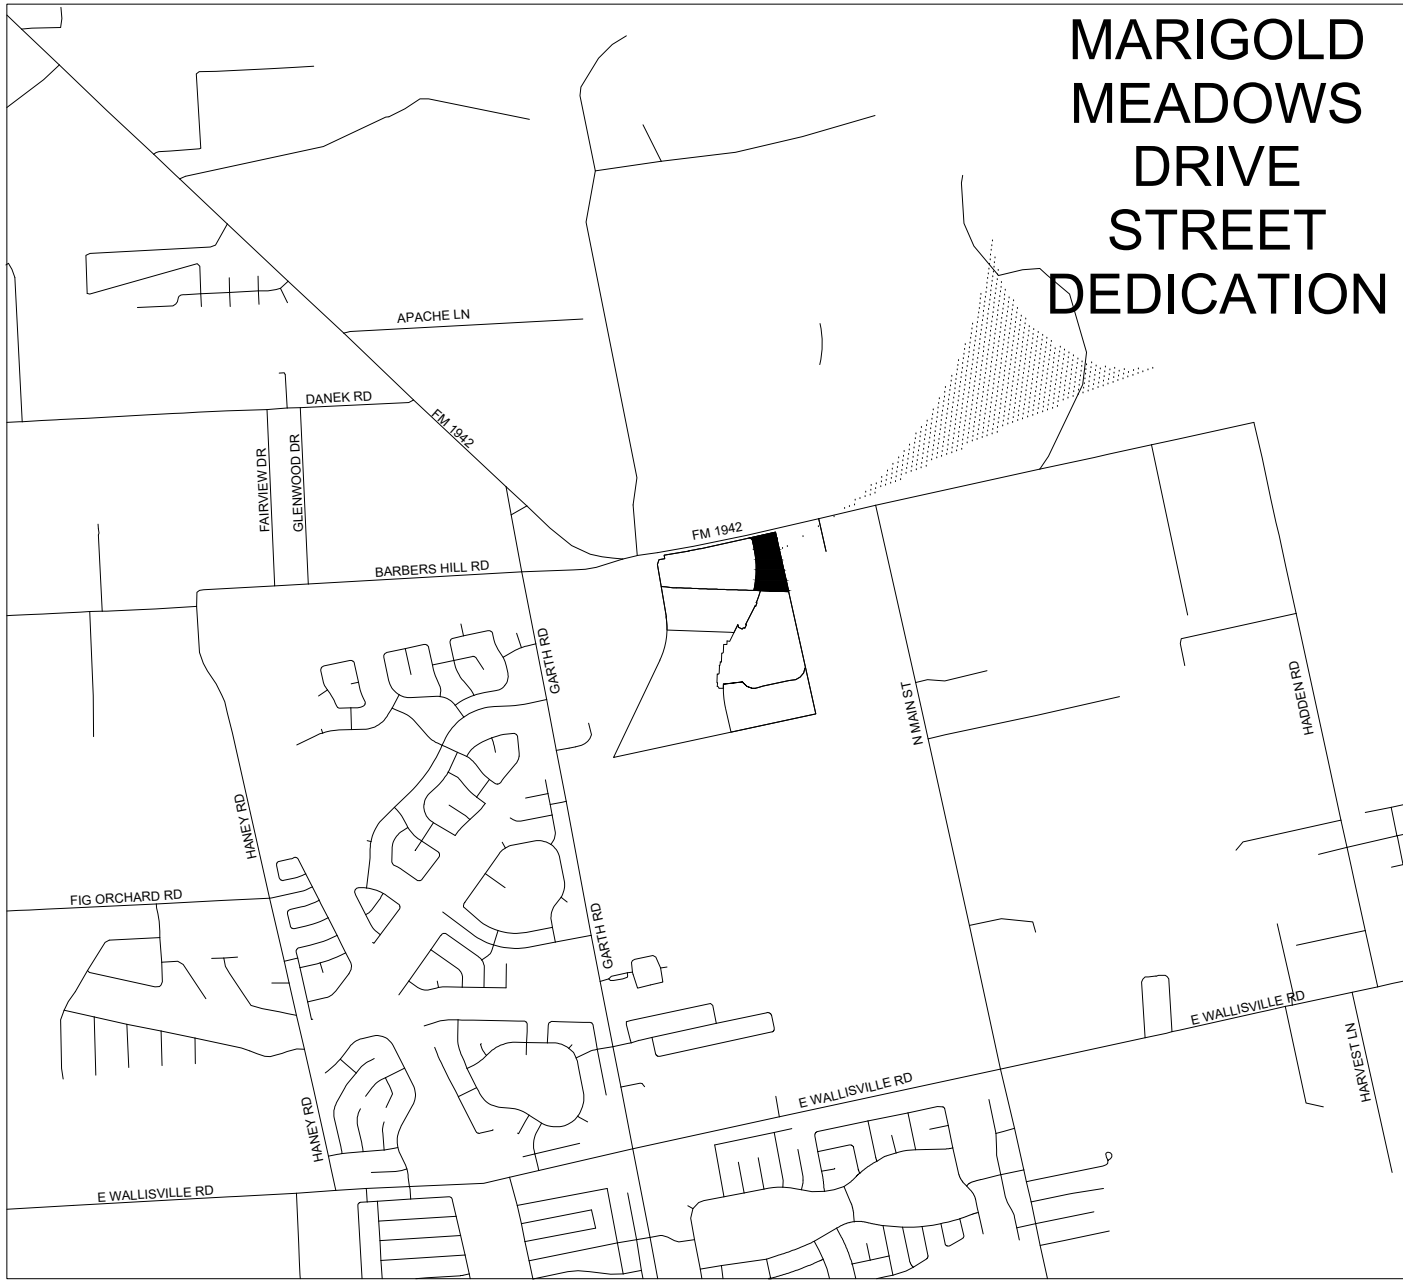 MARIGOLD
MEADOWS
DRIVE
STREET
DEDICATION
APACHE LN
DANEK RD
FM 1942
FAIRVIEW DR
GLENWOOD DR
FM 1942
BARBERS HILL RD
GARTH RD
N MAIN ST
HADDEN RD
HANEY RD
FIG ORCHARD RD
GARTH RD
E WALLISVILLE RD
HARVEST LN
E WALLISVILLE RD
HANEY RD
E WALLISVILLE RD